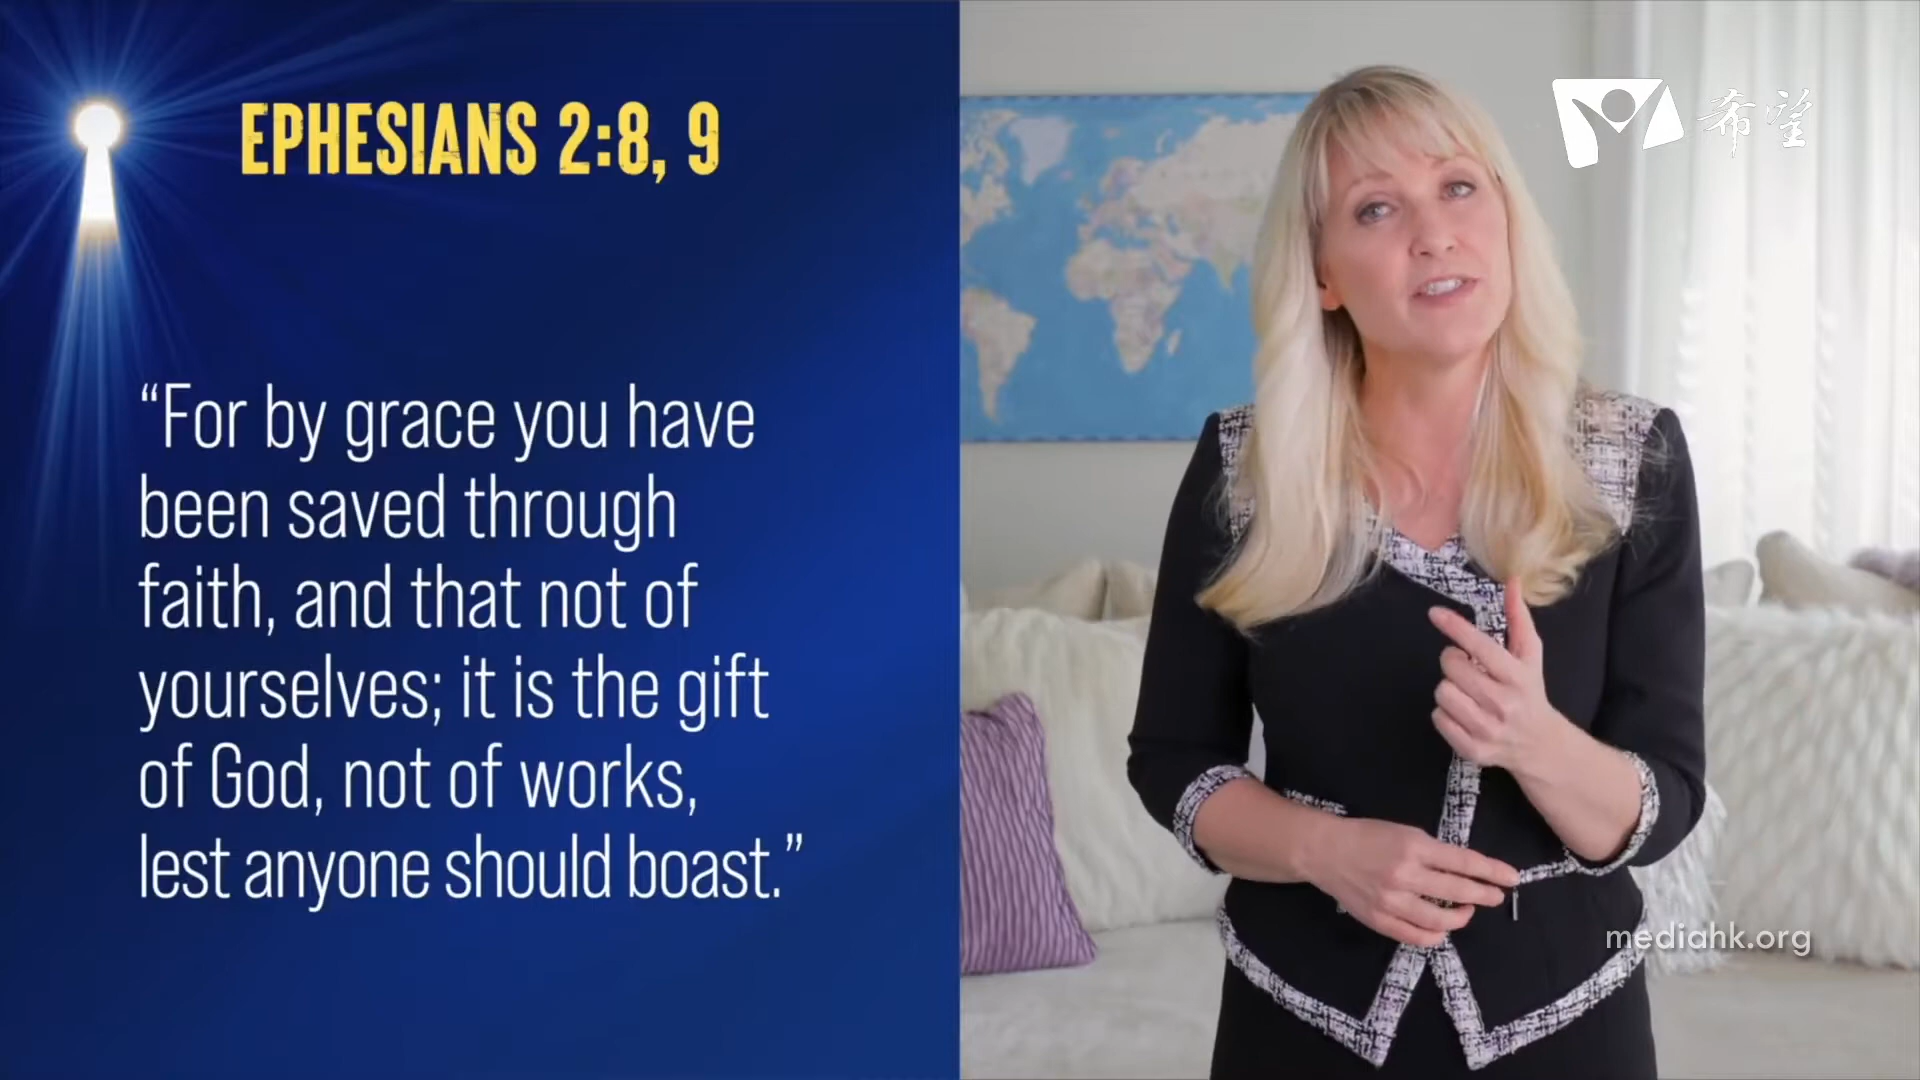 EPHESIANS 2:8, 9
“For by grace you have
been saved through
faith, and that not of
yourselves; it is the gift
of God, not of works,
lest anyone should boast.”
希望
mediahk.org